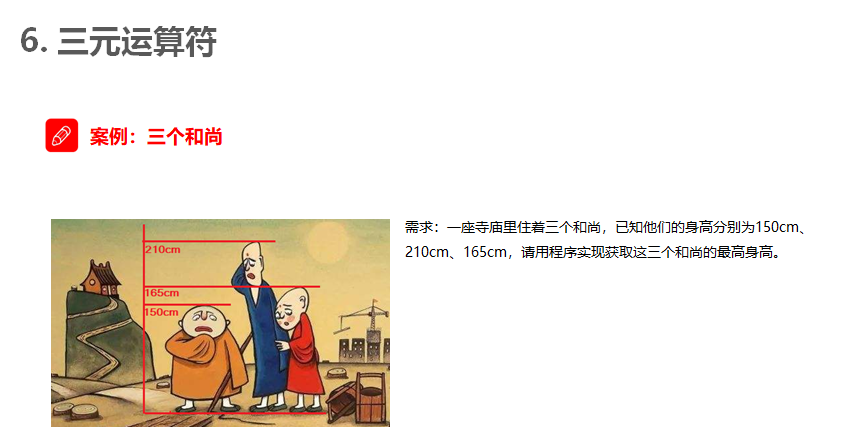 6. 三元运算符
案例：三个和尚
需求：一座寺庙里住着三个和尚，已知他们的身高分别为150cm、
210cm、165cm，请用程序实现获取这三个和尚的最高身高。
210cm
165cm
150cm